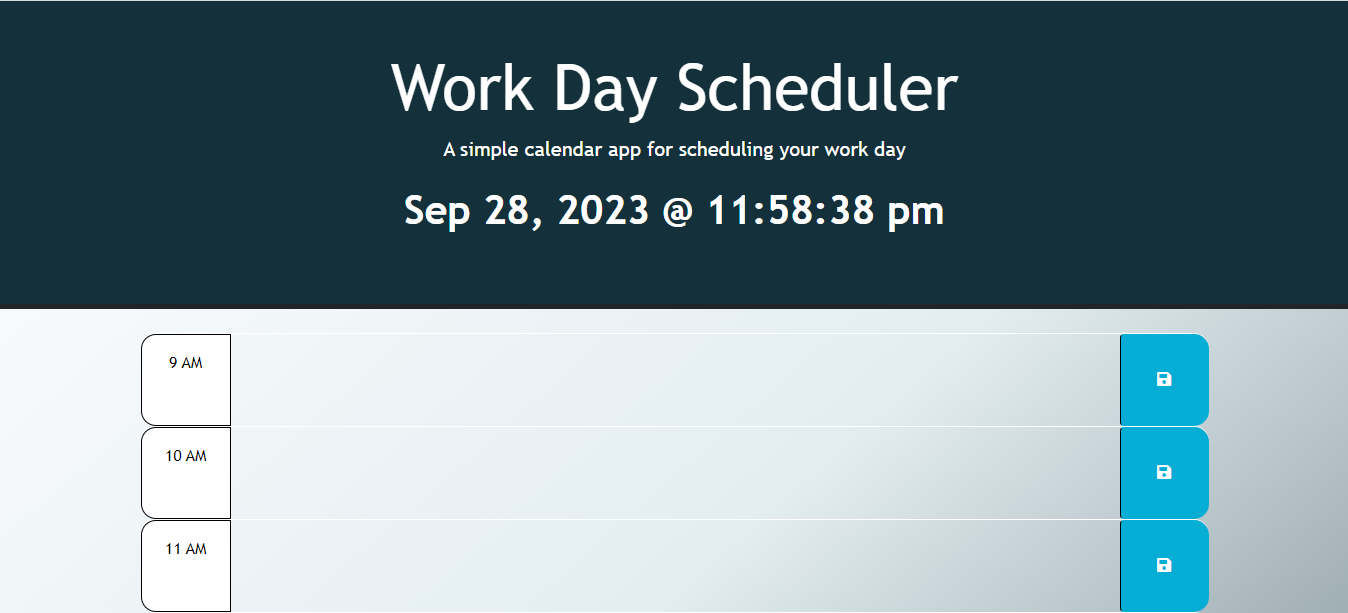 Work Day Scheduler
A simple calendar app for scheduling your work day
Sep 28, 2023 @ 11:58:38 pm
9 AM
10 AM
11 AM